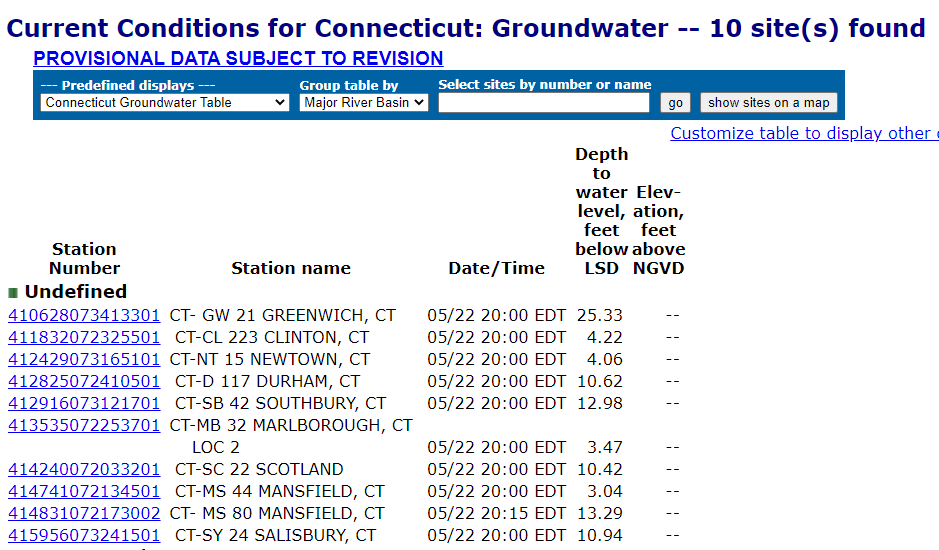 Current Conditions for Connecticut: Groundwater -- 10 site(s) found
PROVISIONAL DATA SUBJECT TO REVISION
--- Predefined displays --- Group table by Select sites by number or name
Connecticut Groundwater Table Major River Basin go show sites on a map
Customize table to display other
Depth
to
water Elev-
level, ation,
feet feet
Station below above
Number Station name Date/Time LSD NGVD
Undefined
410628073413301 CT- GW 21 GREENWICH, CT 05/22 20:00 EDT 25.33 --
411832072325501 CT-CL 223 CLINTON, CT 05/22 20:00 EDT 4.22 --
412429073165101 CT-NT 15 NEWTOWN, CT 05/22 20:00 EDT 4.06 --
412825072410501 CT-D 117 DURHAM, CT 05/22 20:00 EDT 10.62 --
412916073121701 CT-SB 42 SOUTHBURY, CT 05/22 20:00 EDT 12.98 --
413535072253701 CT-MB 32 MARLBOROUGH, CT
LOC 2 05/22 20:00 EDT 3.47 --
414240072033201 CT-SC 22 SCOTLAND 05/22 20:00 EDT 10.42 --
414741072134501 CT-MS 44 MANSFIELD, CT 05/22 20:00 EDT 3.04 --
414831072173002 CT- MS 80 MANSFIELD, CT 05/22 20:15 EDT 13.29 --
415956073241501 CT-SY 24 SALISBURY, CT 05/22 20:00 EDT 10.94 --